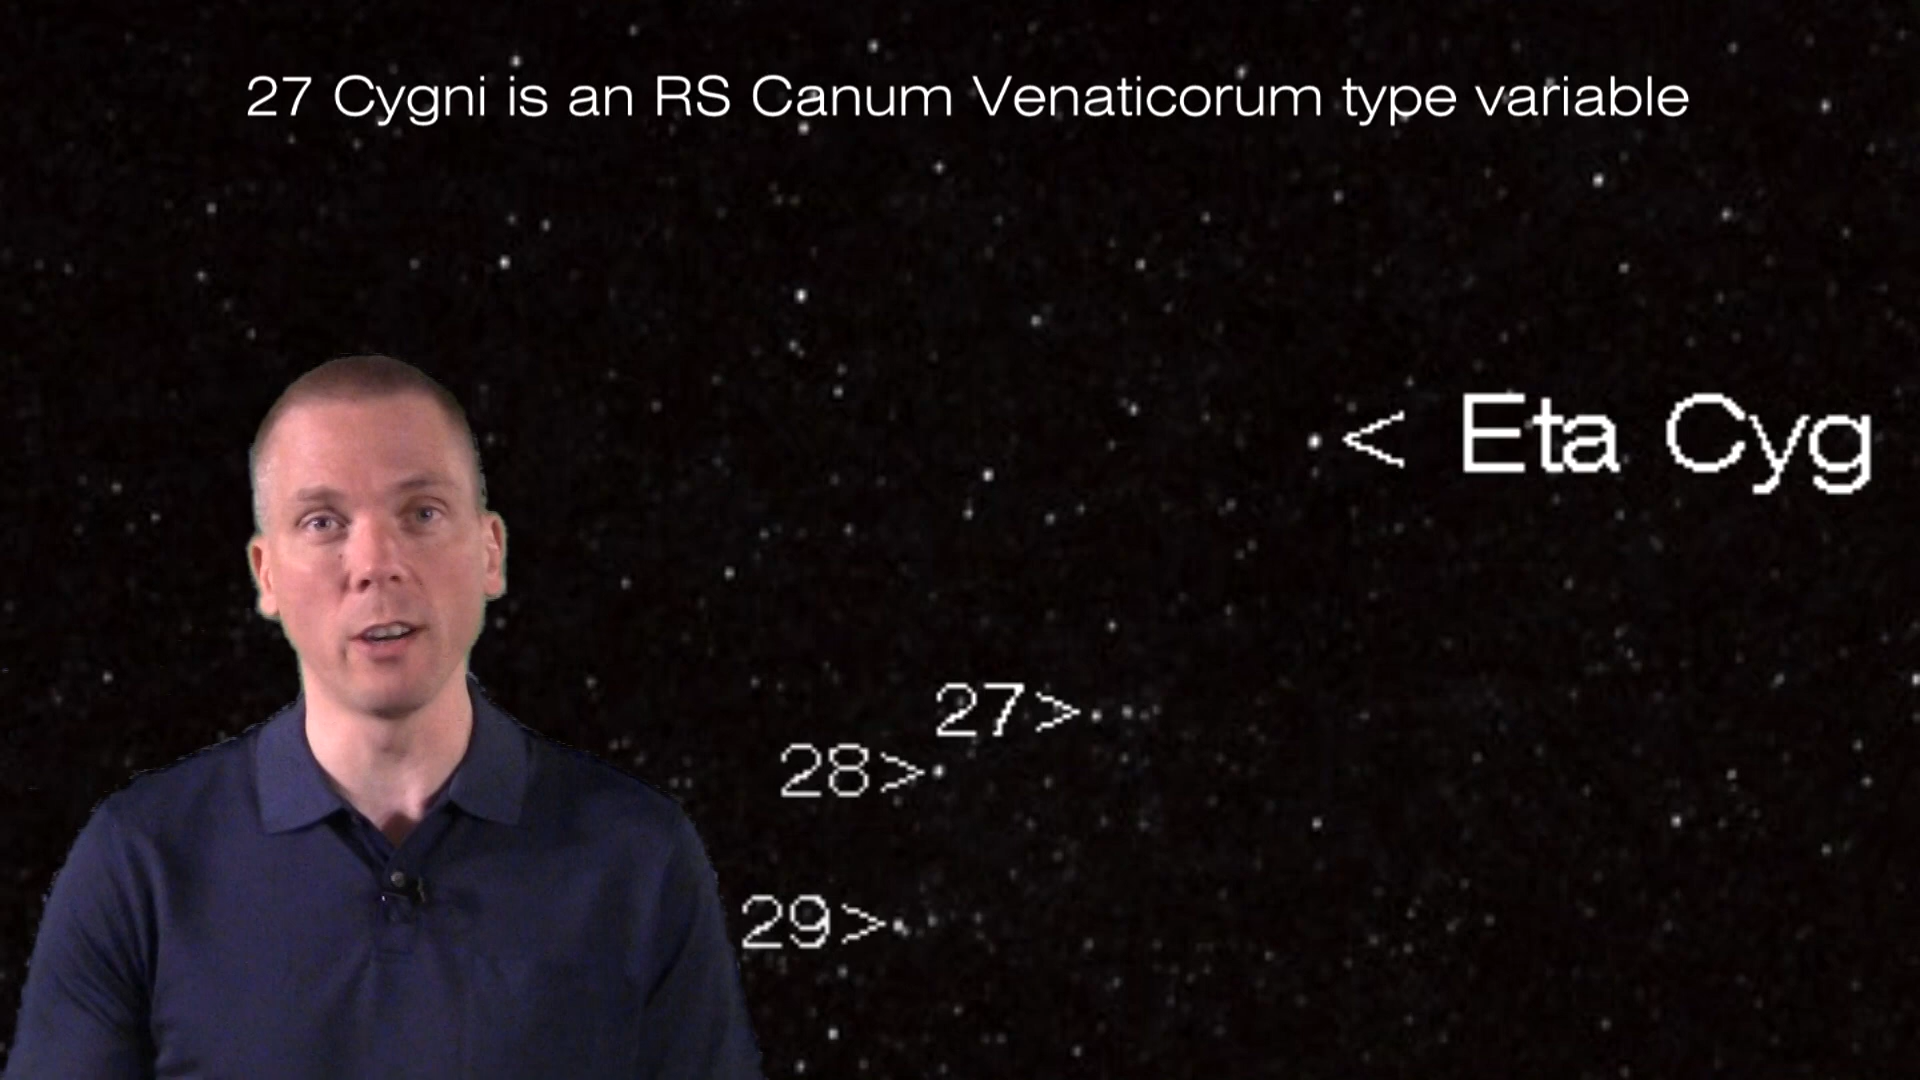 27 Cygni is an RS Canum Venaticorum type variable
< Eta Cyg
27>
28>
29>